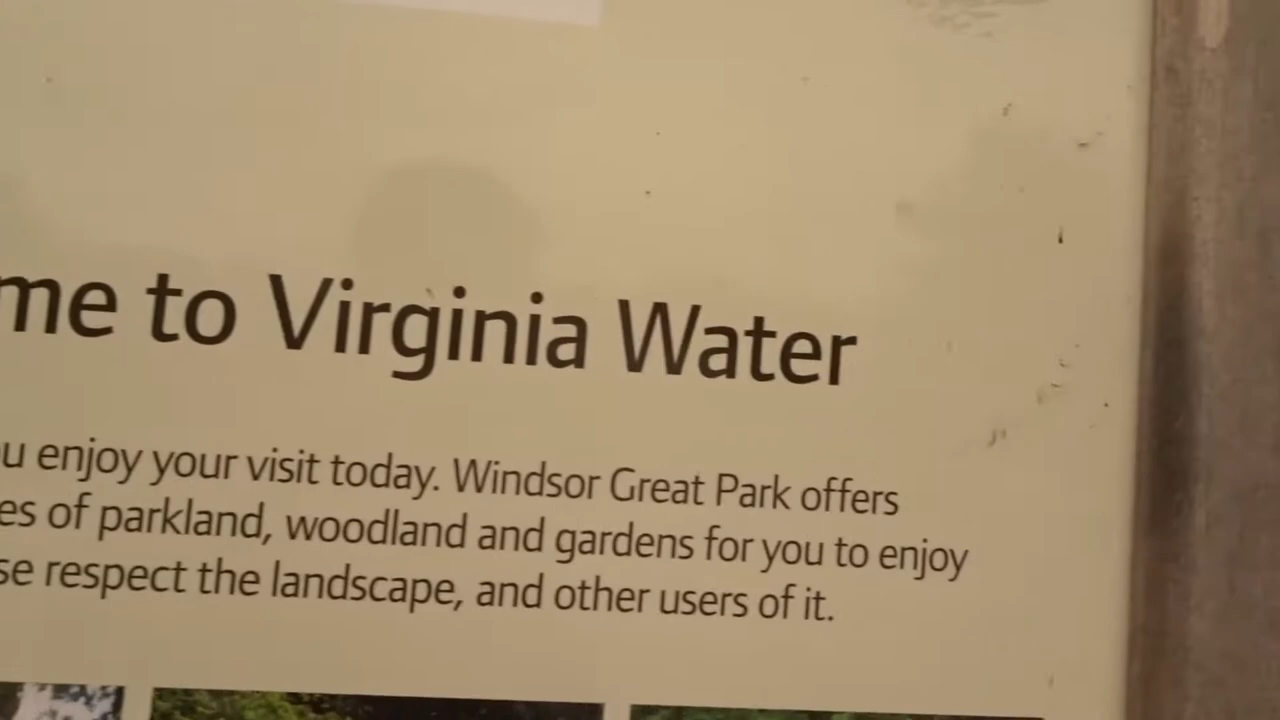 me to Virginia Water
u enjoy your visit today. Windsor Great Park offers
es of parkland, woodland and gardens for you to enjoy
se respect the landscape, and other users of it.